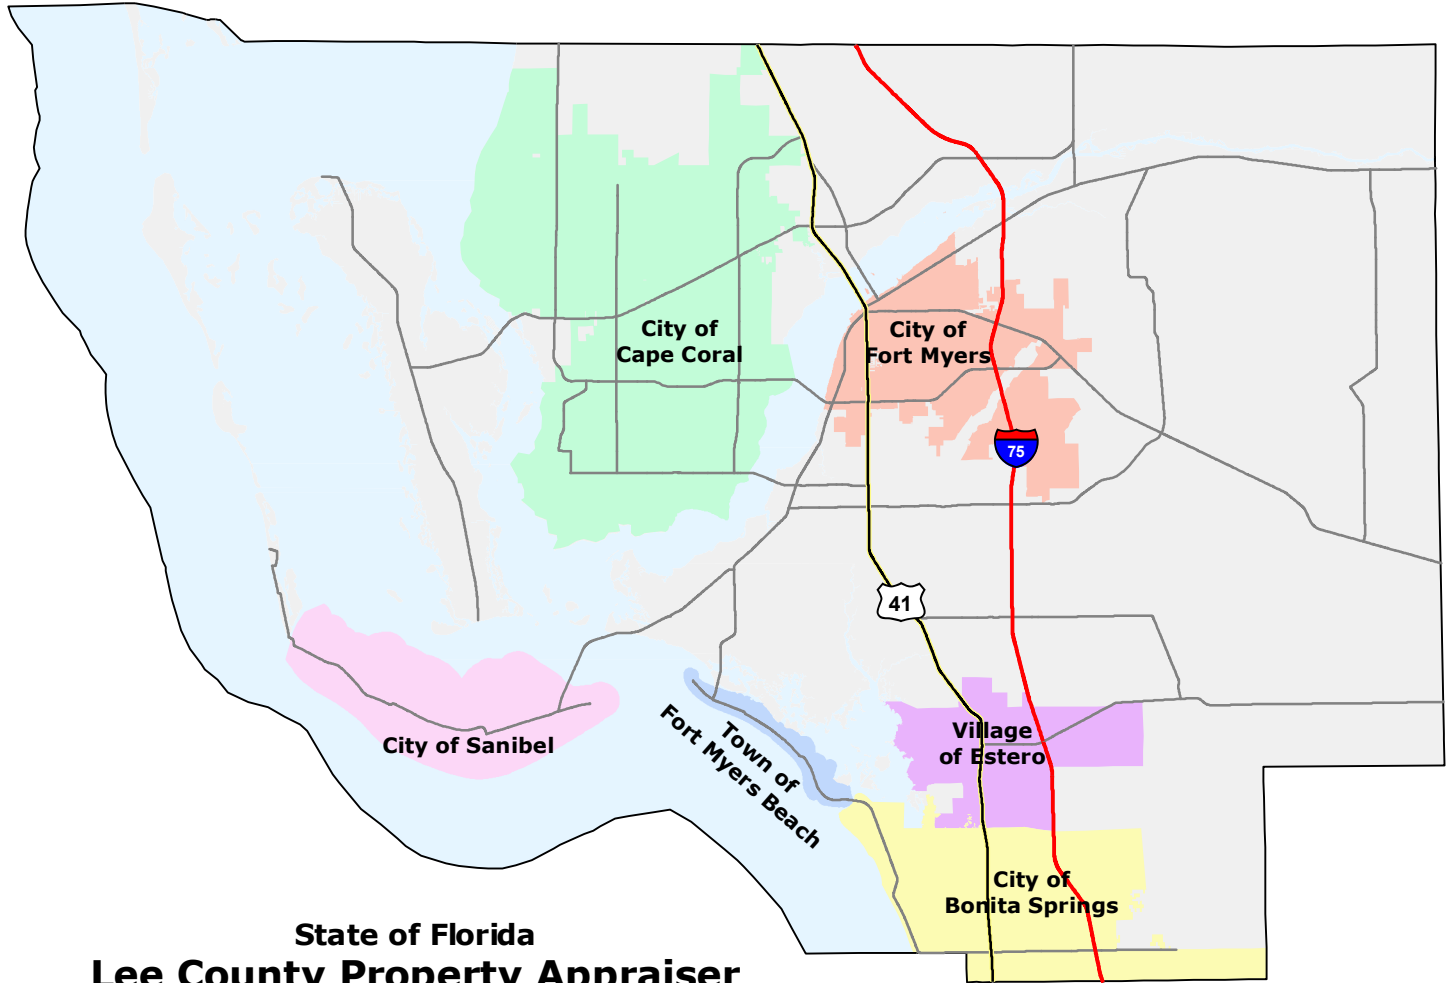 City of
Cape Coral
City of
Fort Myers
75
41
City of Sanibel
Town of
Fort Myers Beach
Village
of Estero
City of
Bonita Springs
State of Florida
Lee County Property Appraiser